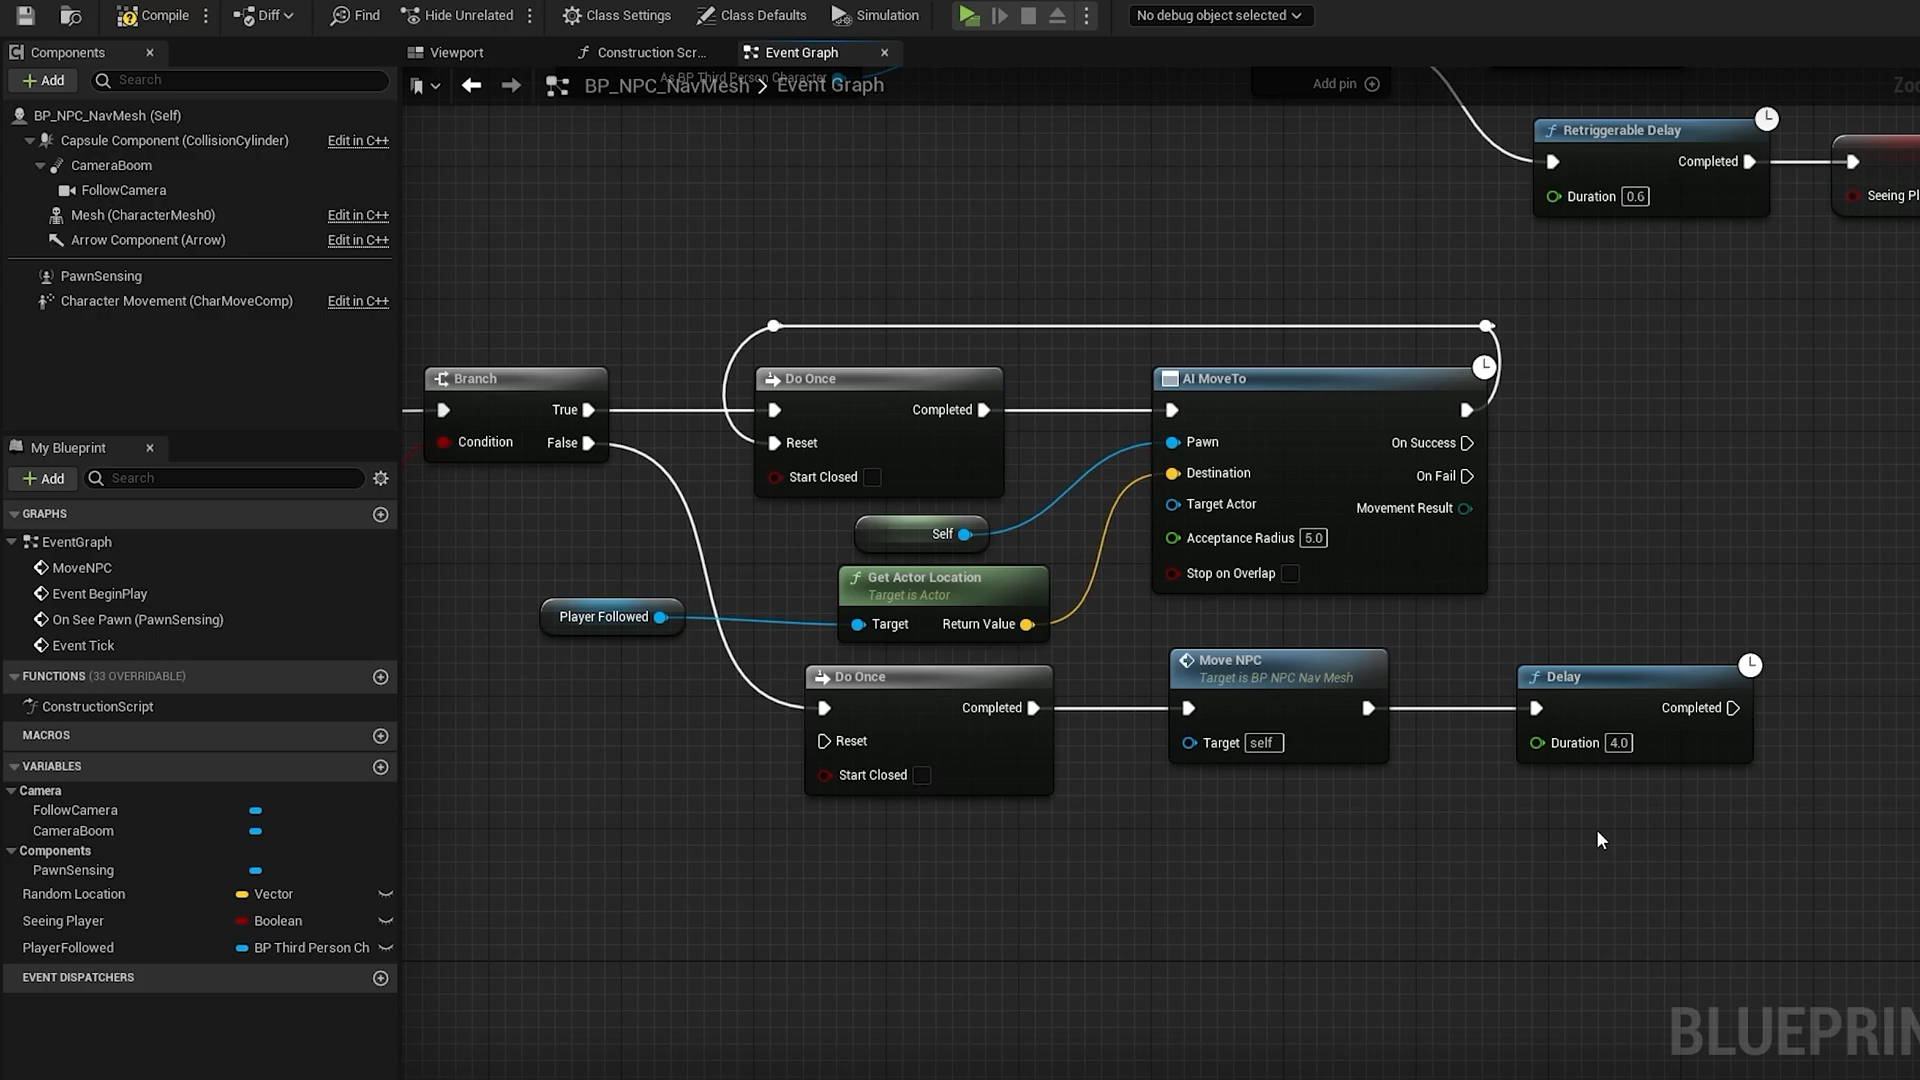 Compile
Diff
Find
Hide Unrelated
Class Settings
Class Defaults
Simulation
No debug object selected
Components
Viewport
Construction Scr...
Event Graph
Add
Search
As BP Third Person Character
BP_NPC_NavMesh > Event Graph
Add pin
Zoo
BP_NPC_NavMesh (Self)
Capsule Component (CollisionCylinder) Edit in C++
CameraBoom
FollowCamera
Mesh (CharacterMesh0) Edit in C++
Arrow Component (Arrow) Edit in C++
PawnSensing
Character Movement (CharMoveComp) Edit in C++
Retriggerable Delay
Completed
Duration 0.6
Seeing Pl
Branch
True
Condition False
Do Once
Completed
Reset
Start Closed
AI MoveTo
Pawn On Success
Destination On Fail
Target Actor Movement Result
Acceptance Radius 5.0
Stop on Overlap
Self
Get Actor Location
Target is Actor
Target Return Value
Player Followed
Do Once
Completed
Reset
Start Closed
Move NPC
Target is BP NPC Nav Mesh
Target self
Delay
Completed
Duration 4.0
My Blueprint
Add
Search
GRAPHS
EventGraph
MoveNPC
Event BeginPlay
On See Pawn (PawnSensing)
Event Tick
FUNCTIONS (33 OVERRIDABLE)
ConstructionScript
MACROS
VARIABLES
Camera
FollowCamera
CameraBoom
Components
PawnSensing
Random Location Vector
Seeing Player Boolean
PlayerFollowed BP Third Person Ch
EVENT DISPATCHERS
BLUEPRIN